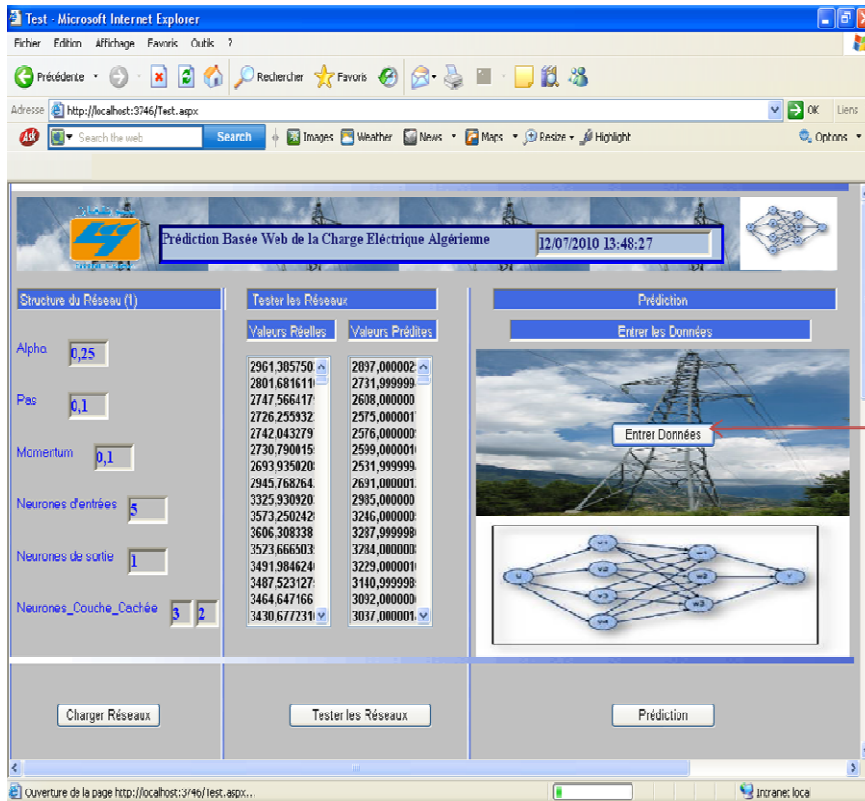 Test - Microsoft Internet Explorer
Fichier Edition Affichage Favoris Outils ?
Précédente Rechercher Favoris
Adresse http://localhost:3746/Test.aspx OK Liens
Ask Search the web Search Images Weather News Maps Resize Highlight Options
Prédiction Basée Web de la Charge Eléctrique Algérienne 12/07/2010 13:48:27
Structure du Réseau (1)
Alpha 0,25
Pas 0,1
Momentum 0,1
Neurones d'entrées 5
Neurones de sortie 1
Neurones_Couche_Cachée 3 2
Charger Réseaux
Tester les Réseaux
Valeurs Réelles Valeurs Prédites
2961,305750 2897,000002
2801,681611 2731,999999
2747,566417 2608,000000
2726,255932 2575,000001
2742,043279 2576,000000
2730,790015 2599,000001
2693,935020 2531,999999
2945,768264 2691,000001
3325,930920 2985,000000
3573,250242 3246,000000
3606,308338 3287,999998
3523,666503 3284,000000
3491,984624 3229,000001
3487,523127 3140,999998
3464,647166 3092,000000
3430,677231 3037,000001
Tester les Réseaux
Prédiction
Entrer les Données
Entrer Données
Prédiction
Ouverture de la page http://localhost:3746/Test.aspx...
Intranet local